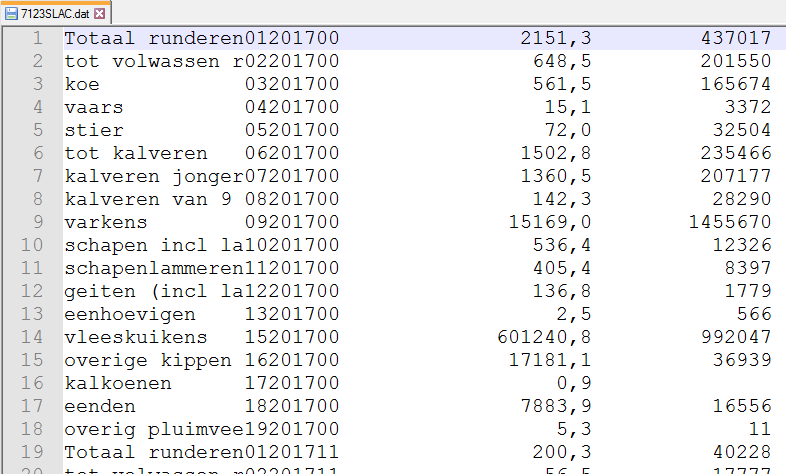 7123SLAC.dat
1 Totaal runderen01201700 2151,3 437017
2 tot volwassen r02201700 648,5 201550
3 koe 03201700 561,5 165674
4 vaars 04201700 15,1 3372
5 stier 05201700 72,0 32504
6 tot kalveren 06201700 1502,8 235466
7 kalveren jonger07201700 1360,5 207177
8 kalveren van 9 08201700 142,3 28290
9 varkens 09201700 15169,0 1455670
10 schapen incl la10201700 536,4 12326
11 schapenlammeren11201700 405,4 8397
12 geiten (incl la12201700 136,8 1779
13 eenhoevigen 13201700 2,5 566
14 vleeskuikens 15201700 601240,8 992047
15 overige kippen 16201700 17181,1 36939
16 kalkoenen 17201700 0,9
17 eenden 18201700 7883,9 16556
18 overig pluimvee19201700 5,3 11
19 Totaal runderen01201711 200,3 40228
20 tot volwassen r02201711 56,5 17777